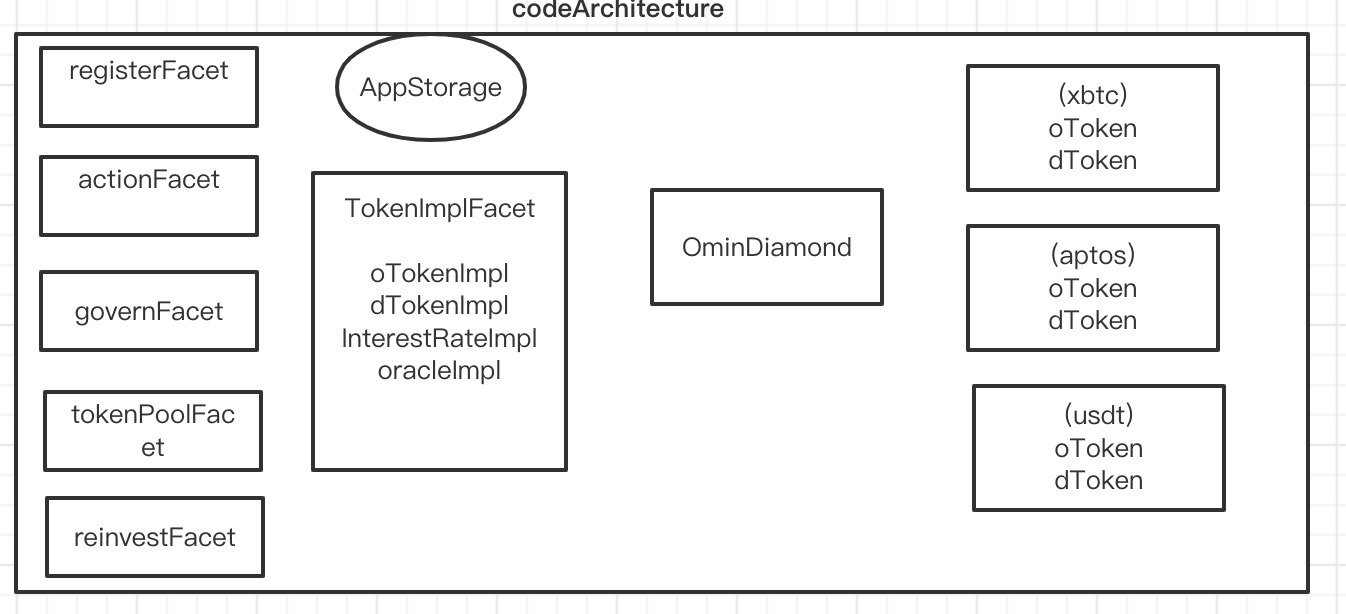 codeArchitecture
registerFacet
actionFacet
governFacet
tokenPoolFac
et
reinvestFacet
AppStorage
TokenImplFacet
oTokenImpl
dTokenImpl
InterestRateImpl
oracleImpl
OminDiamond
(xbtc)
oToken
dToken
(aptos)
oToken
dToken
(usdt)
oToken
dToken